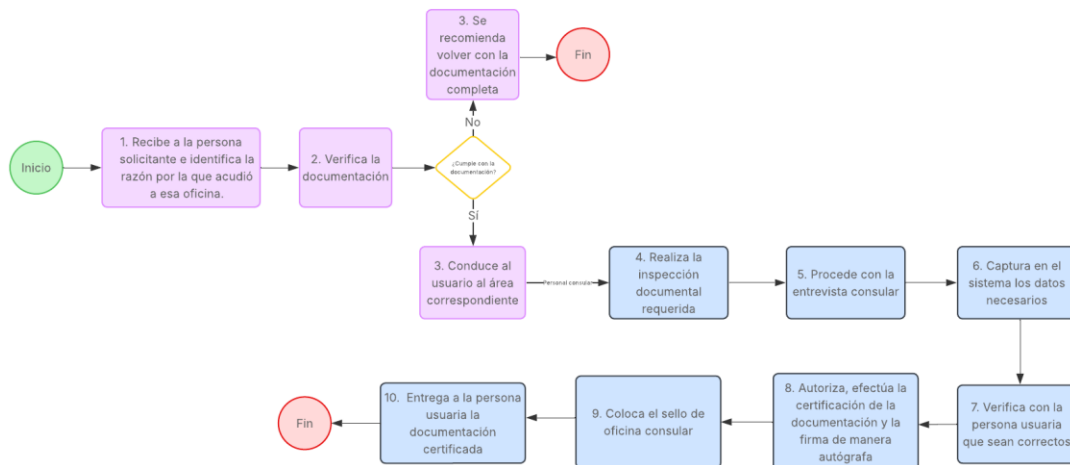 3. Se
recomienda
volver con la
documentación
completa
Fin
No
Inicio
1. Recibe a la persona
solicitante e identifica la
razón por la que acudió
a esa oficina.
2. Verifica la
documentación
¿Cumple con la
documentación?
Sí
3. Conduce al
usuario al área
correspondiente
Personal consular
4. Realiza la
inspección
documental
requerida
5. Procede con la
entrevista consular
6. Captura en el
sistema los datos
necesarios
7. Verifica con la
persona usuaria
que sean correctos
8. Autoriza, efectúa la
certificación de la
documentación y la
firma de manera
autógrafa
9. Coloca el sello de
oficina consular
10. Entrega a la persona
usuaria la
documentación
certificada
Fin